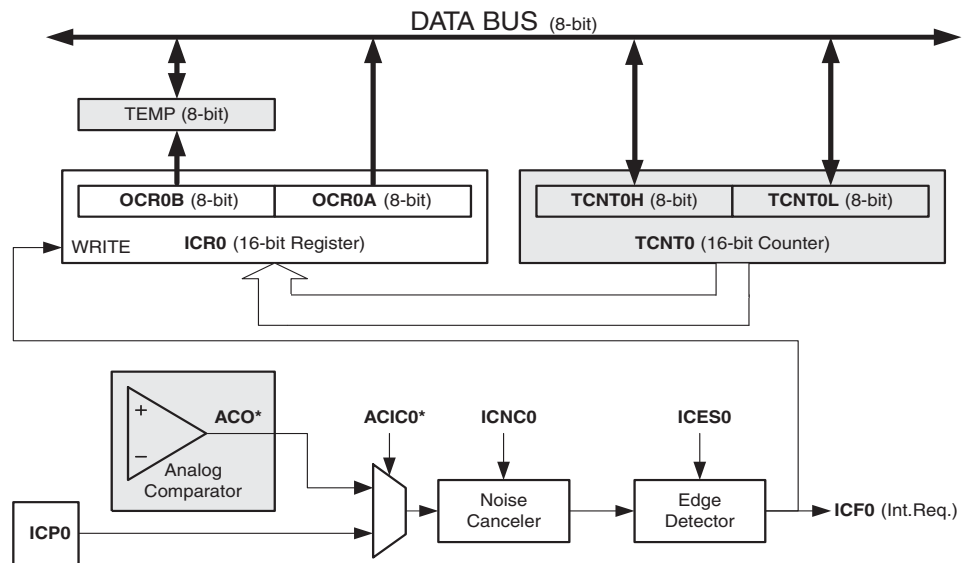 DATA BUS (8-bit)
TEMP (8-bit)
OCR0B (8-bit)
OCR0A (8-bit)
TCNT0H (8-bit)
TCNT0L (8-bit)
WRITE
ICR0 (16-bit Register)
TCNT0 (16-bit Counter)
+
−
ACO*
Analog
Comparator
ACIC0*
ICNC0
ICES0
Noise
Canceler
Edge
Detector
ICF0 (Int.Req.)
ICP0